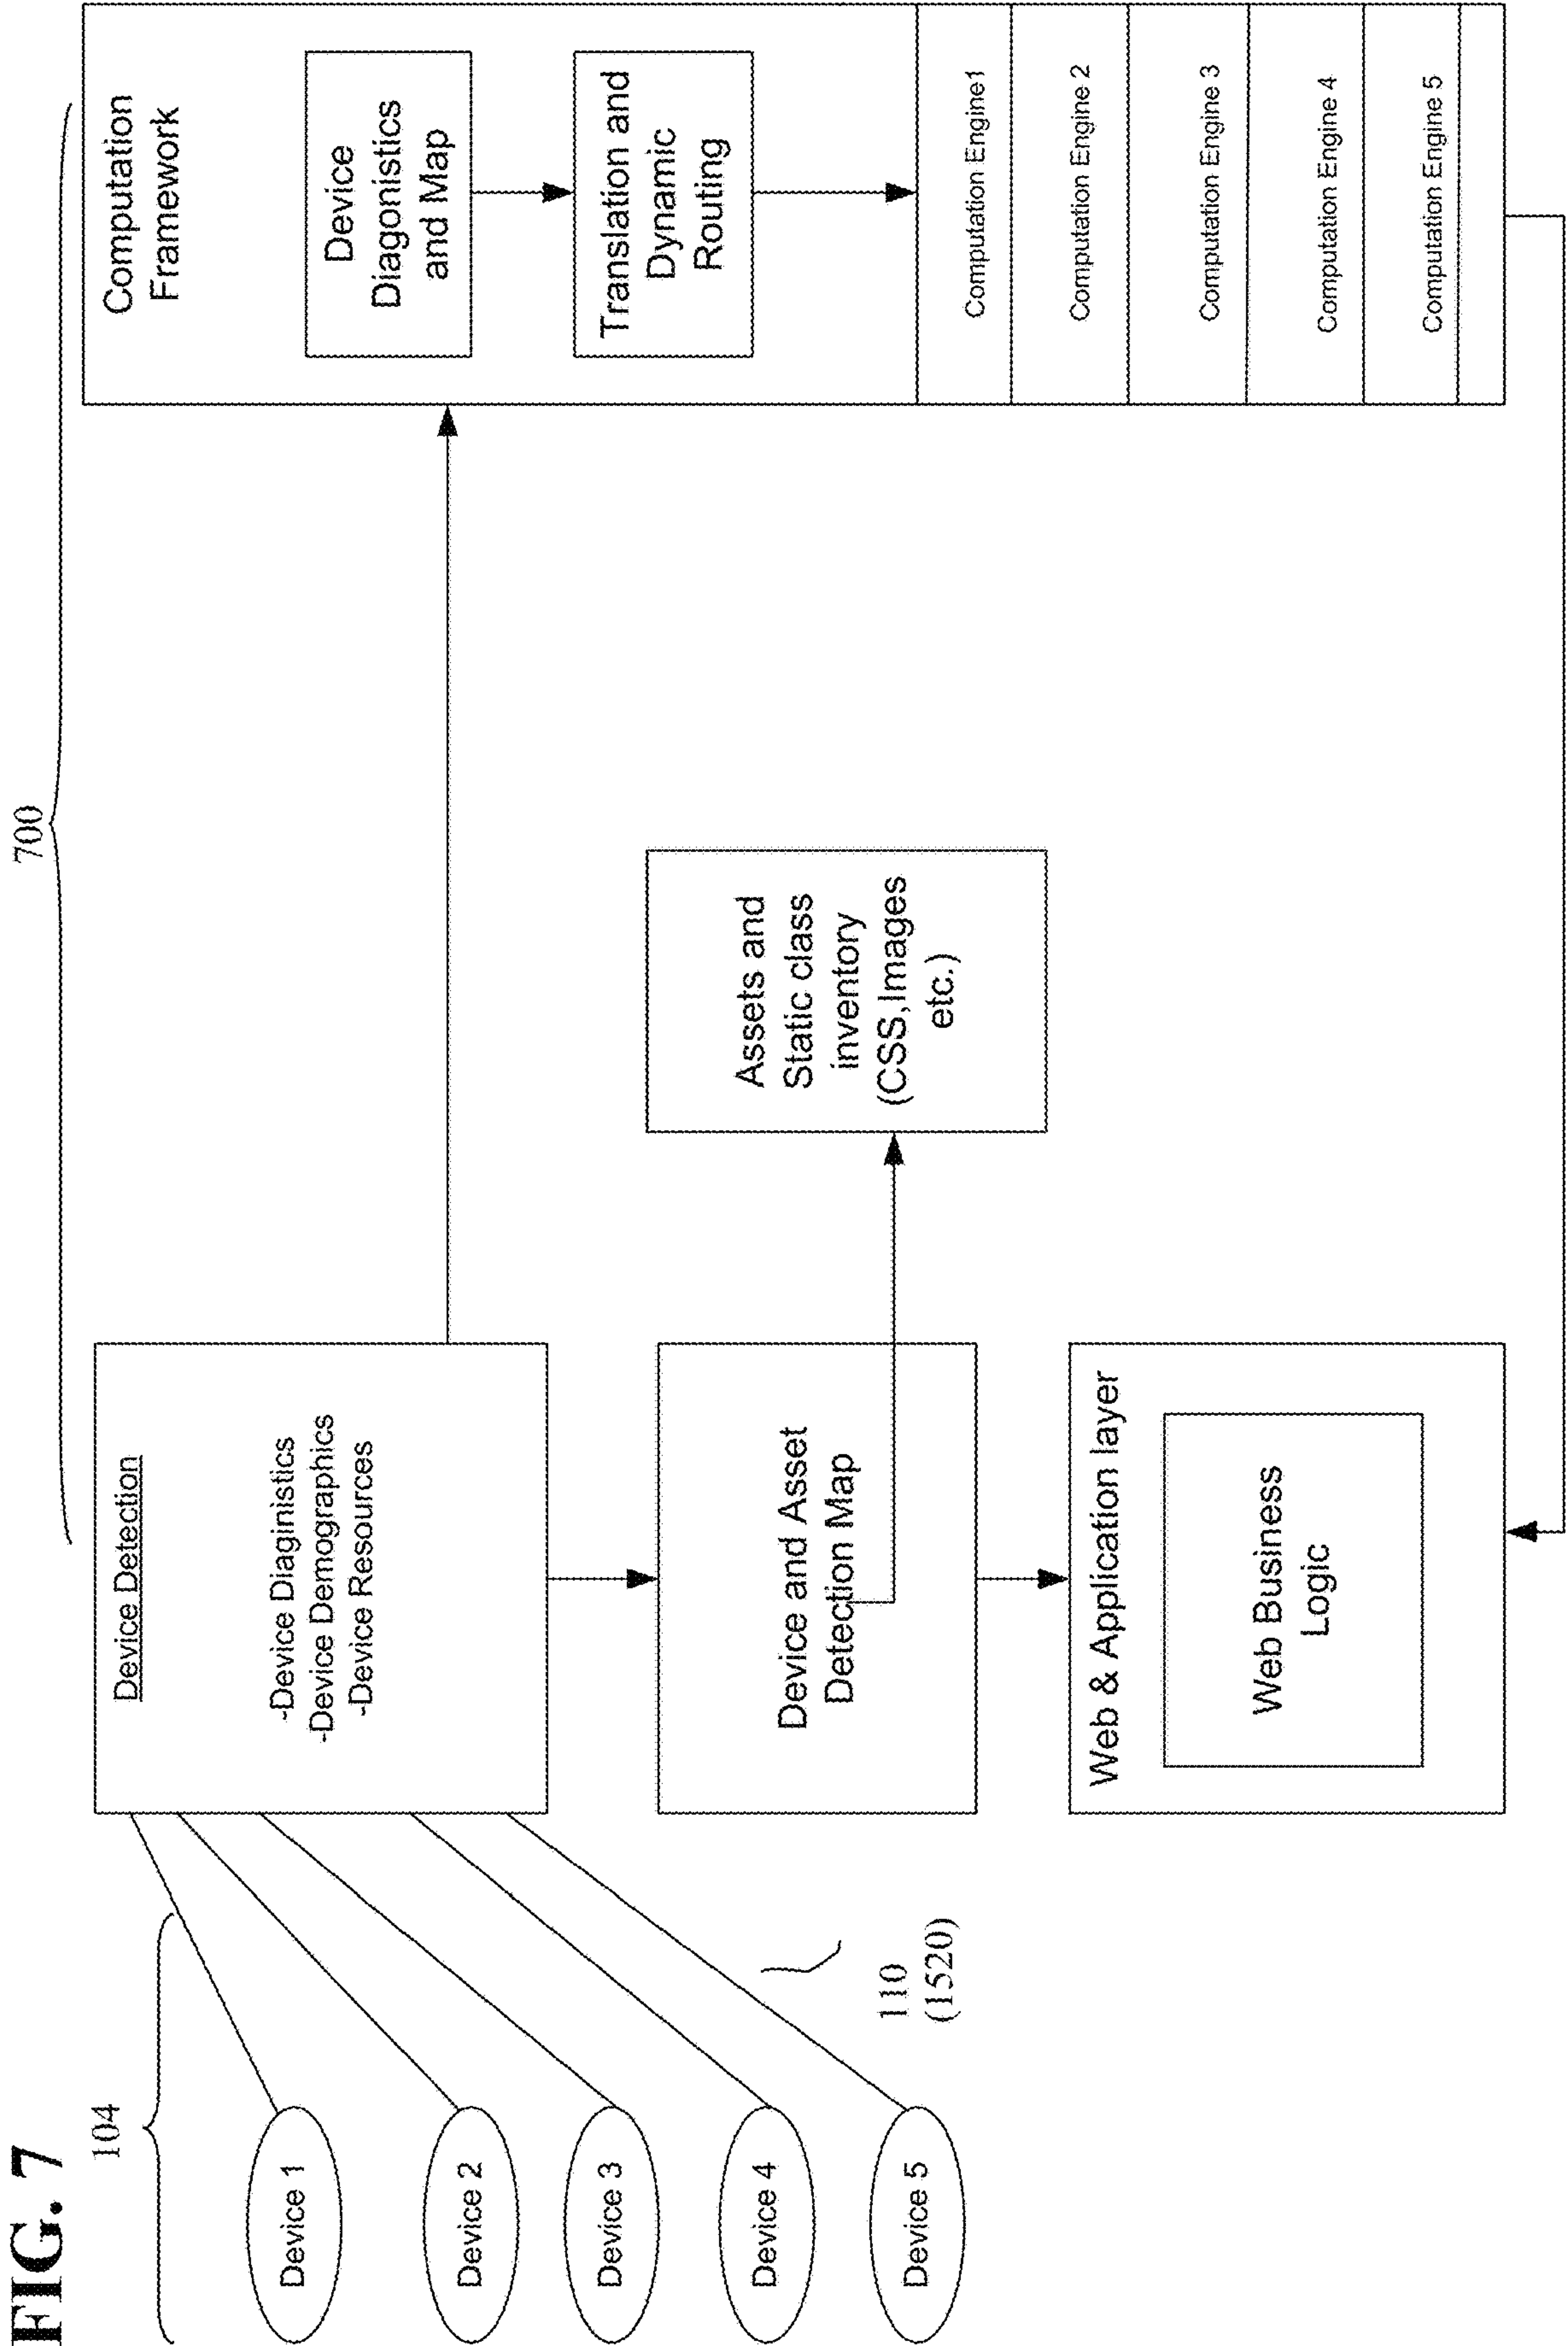 FIG. 7
104
700
Device 1
Device 2
Device 3
Device 4
Device 5
110
(1520)
Device Detection
-Device Diaginistics
-Device Demographics
-Device Resources
Device and Asset
Detection Map
Web & Application layer
Web Business
Logic
Assets and
Static class
inventory
(CSS,Images
etc.)
Computation
Framework
Device
Diagonistics
and Map
Translation and
Dynamic
Routing
Computation Engine1
Computation Engine 2
Computation Engine 3
Computation Engine 4
Computation Engine 5